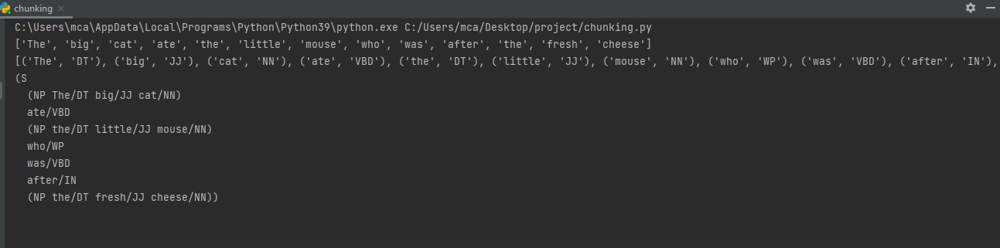 chunking
C:\Users\mca\AppData\Local\Programs\Python\Python39\python.exe C:/Users/mca/Desktop/project/chunking.py
['The', 'big', 'cat', 'ate', 'the', 'little', 'mouse', 'who', 'was', 'after', 'the', 'fresh', 'cheese']
[('The', 'DT'), ('big', 'JJ'), ('cat', 'NN'), ('ate', 'VBD'), ('the', 'DT'), ('little', 'JJ'), ('mouse', 'NN'), ('who', 'WP'), ('was', 'VBD'), ('after', 'IN'),
(S
  (NP The/DT big/JJ cat/NN)
  ate/VBD
  (NP the/DT little/JJ mouse/NN)
  who/WP
  was/VBD
  after/IN
  (NP the/DT fresh/JJ cheese/NN))